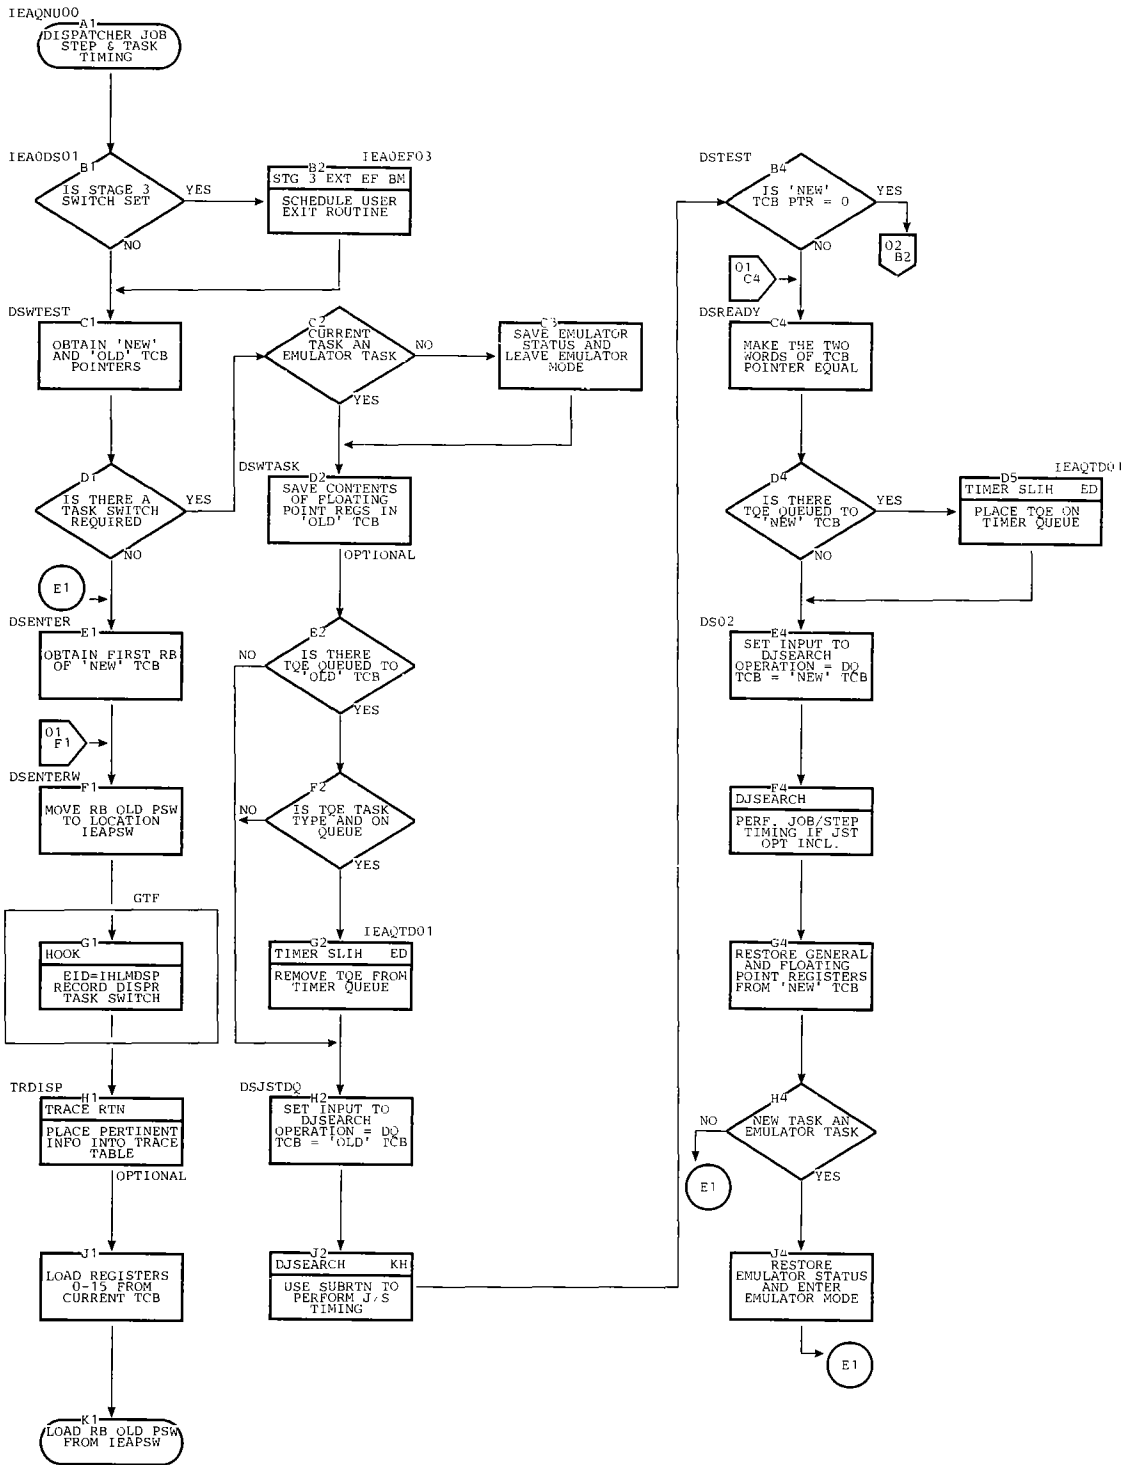 IEAQNU00
A1
DISPATCHER JOB
STEP & TASK
TIMING
IEA0DS01
B1
IS STAGE 3
SWITCH SET
YES
NO
IEA0EF03
B2
STG 3 EXT EF BM
SCHEDULE USER
EXIT ROUTINE
DSWTEST
C1
OBTAIN 'NEW'
AND 'OLD' TCB
POINTERS
D1
IS THERE A
TASK SWITCH
REQUIRED
YES
NO
E1
DSENTER
E1
OBTAIN FIRST RB
OF 'NEW' TCB
01
F1
DSENTERW
F1
MOVE RB OLD PSW
TO LOCATION
IEAPSW
GTF
G1
HOOK
EID=IHLMDSP
RECORD DISPR
TASK SWITCH
TRDISP
H1
TRACE RTN
PLACE PERTINENT
INFO INTO TRACE
TABLE
OPTIONAL
J1
LOAD REGISTERS
0-15 FROM
CURRENT TCB
K1
LOAD RB OLD PSW
FROM IEAPSW
C2
CURRENT
TASK AN
EMULATOR TASK
NO
YES
C3
SAVE EMULATOR
STATUS AND
LEAVE EMULATOR
MODE
DSWTASK
D2
SAVE CONTENTS
OF FLOATING
POINT REGS IN
'OLD' TCB
OPTIONAL
E2
IS THERE
TQE QUEUED TO
'OLD' TCB
NO
YES
F2
IS TQE TASK
TYPE AND ON
QUEUE
NO
YES
IEAQTD01
G2
TIMER SLIH ED
REMOVE TQE FROM
TIMER QUEUE
DSJSTDQ
H2
SET INPUT TO
DJSEARCH
OPERATION = DQ
TCB = 'OLD' TCB
J2
DJSEARCH KH
USE SUBRTN TO
PERFORM J/S
TIMING
DSTEST
B4
IS 'NEW'
TCB PTR = 0
YES
NO
02
B2
01
C4
DSREADY
C4
MAKE THE TWO
WORDS OF TCB
POINTER EQUAL
D4
IS THERE
TQE QUEUED TO
'NEW' TCB
YES
NO
IEAQTD01
D5
TIMER SLIH ED
PLACE TQE ON
TIMER QUEUE
DS02
E4
SET INPUT TO
DJSEARCH
OPERATION = DQ
TCB = 'NEW' TCB
F4
DJSEARCH
PERF. JOB/STEP
TIMING IF JST
OPT INCL.
G4
RESTORE GENERAL
AND FLOATING
POINT REGISTERS
FROM 'NEW' TCB
H4
NEW TASK AN
EMULATOR TASK
NO
YES
E1
J4
RESTORE
EMULATOR STATUS
AND ENTER
EMULATOR MODE
E1